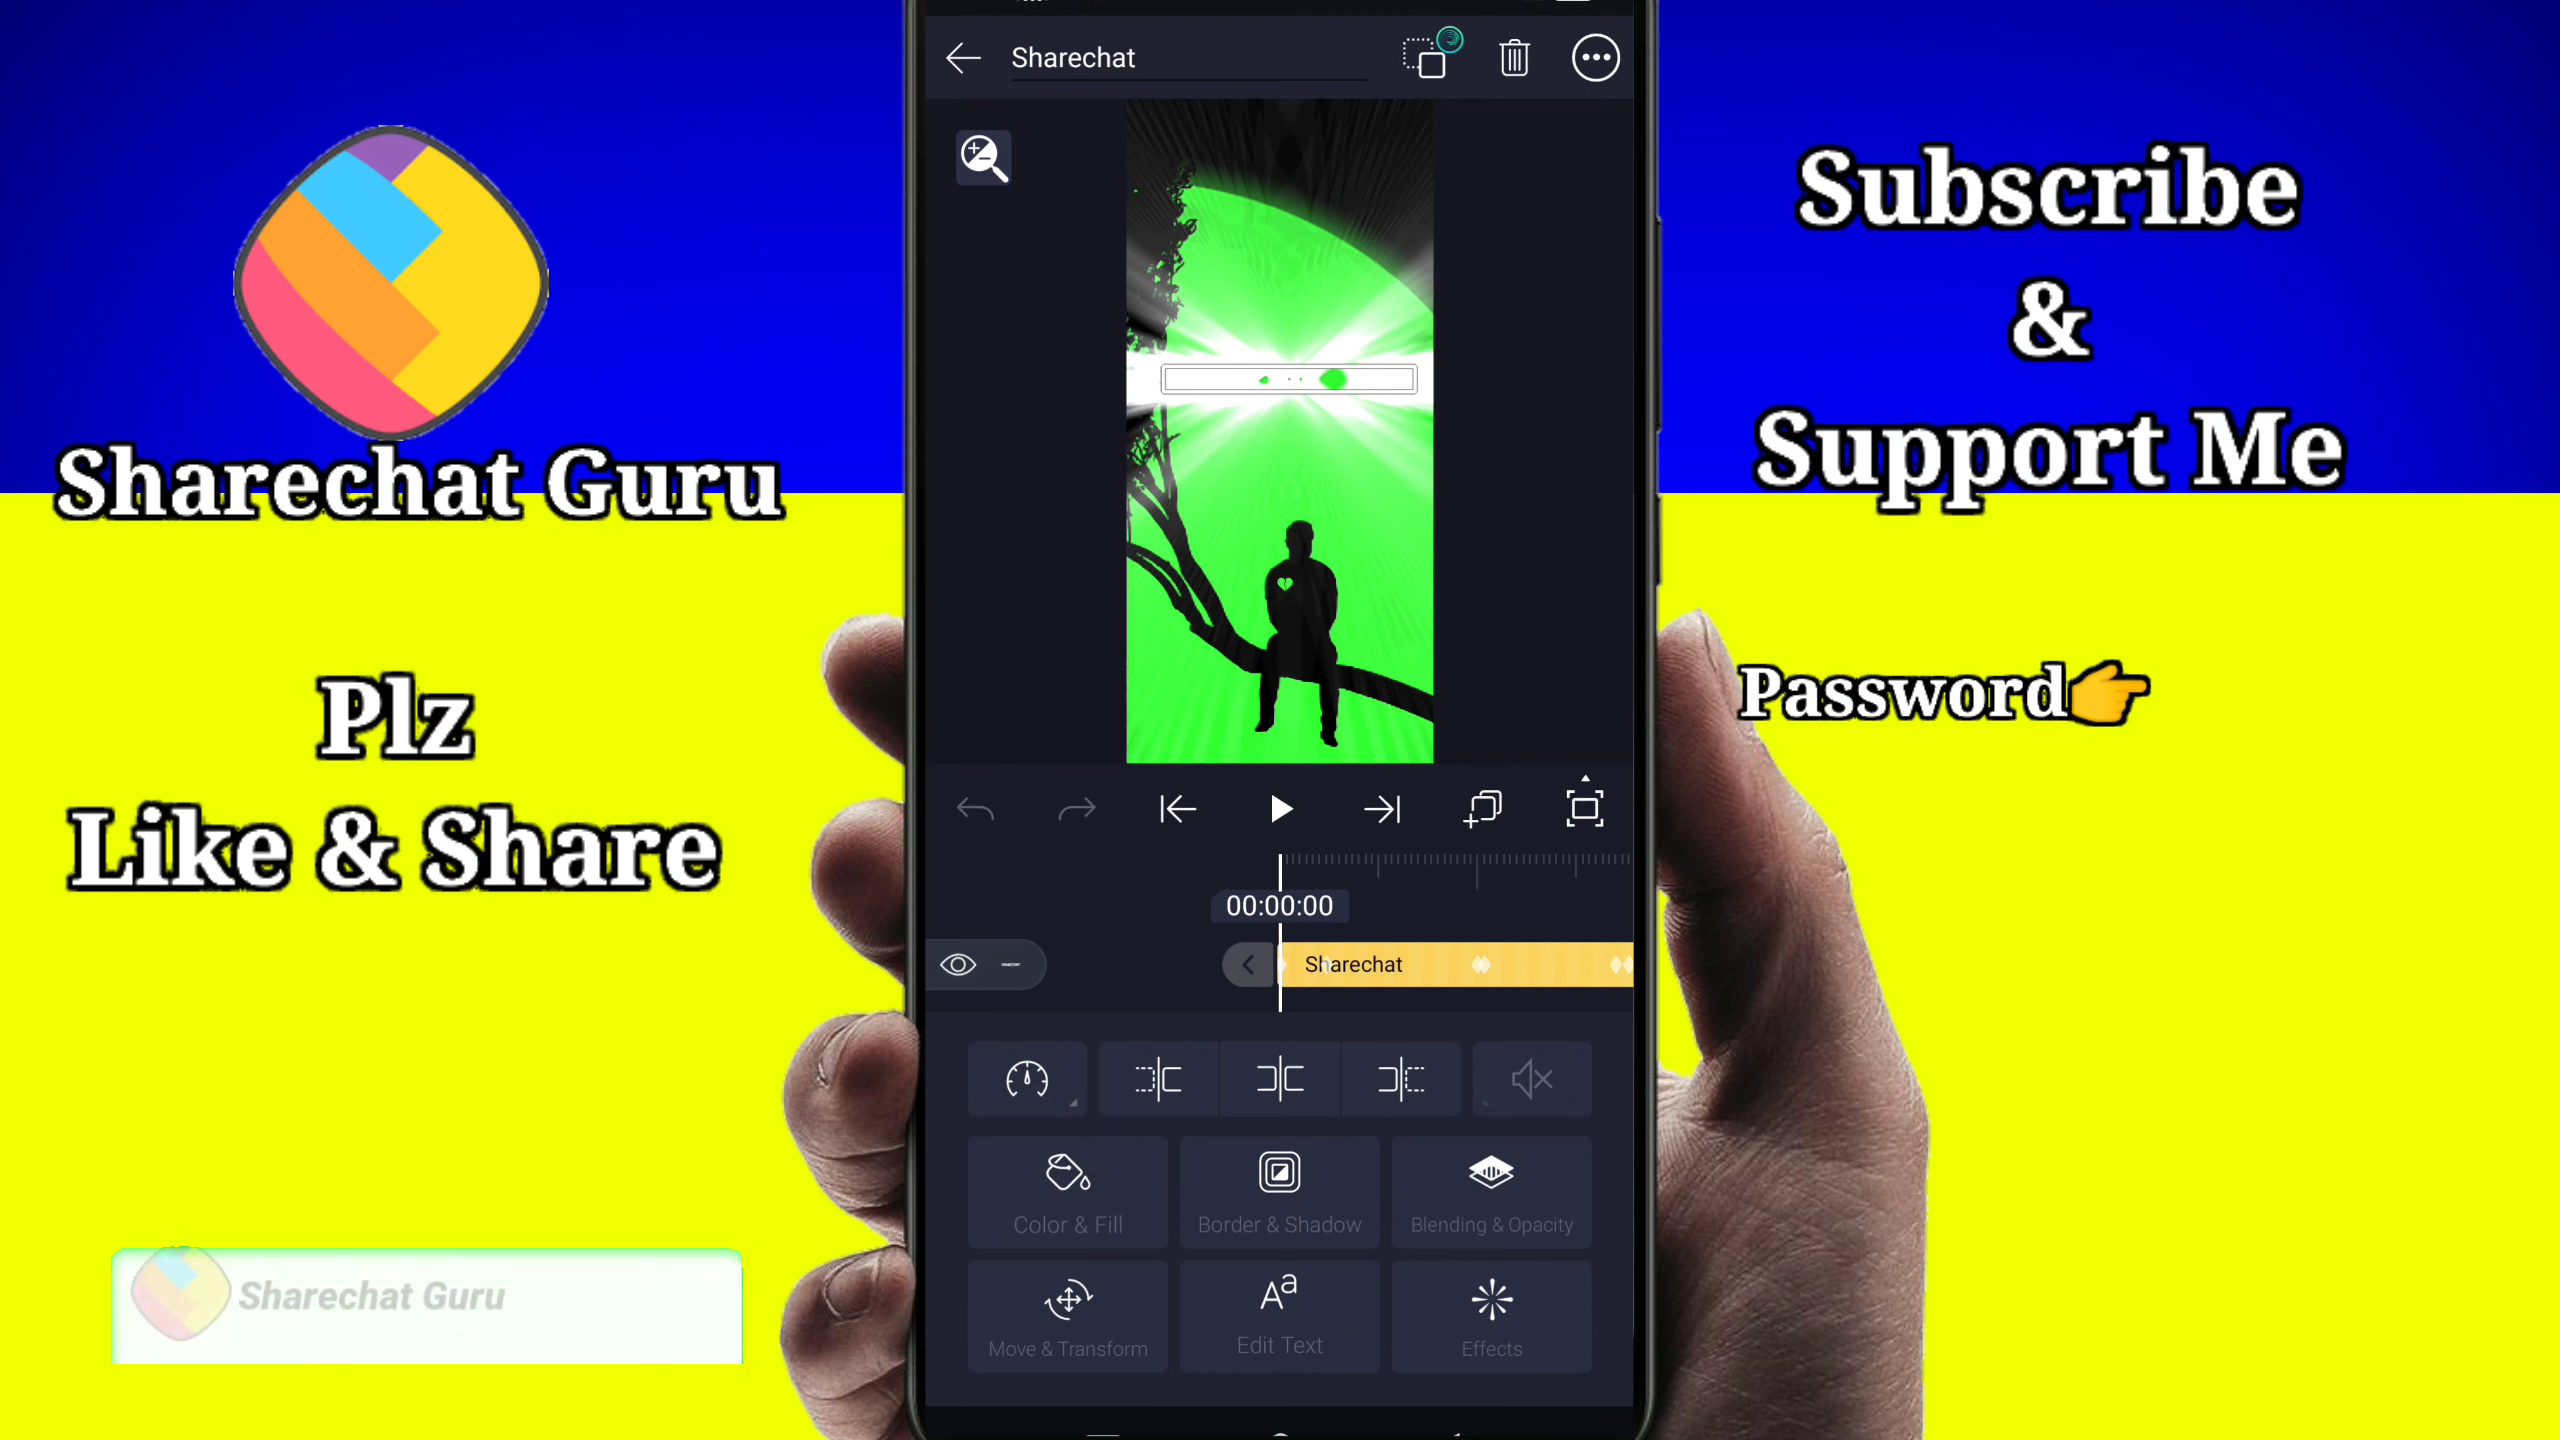 Sharechat
Sharechat Guru
Plz
Like & Share
Sharechat Guru
Subscribe
&
Support Me
Password👉
00:00:00
Sharechat
Color & Fill
Border & Shadow
Blending & Opacity
Move & Transform
Edit Text
Effects